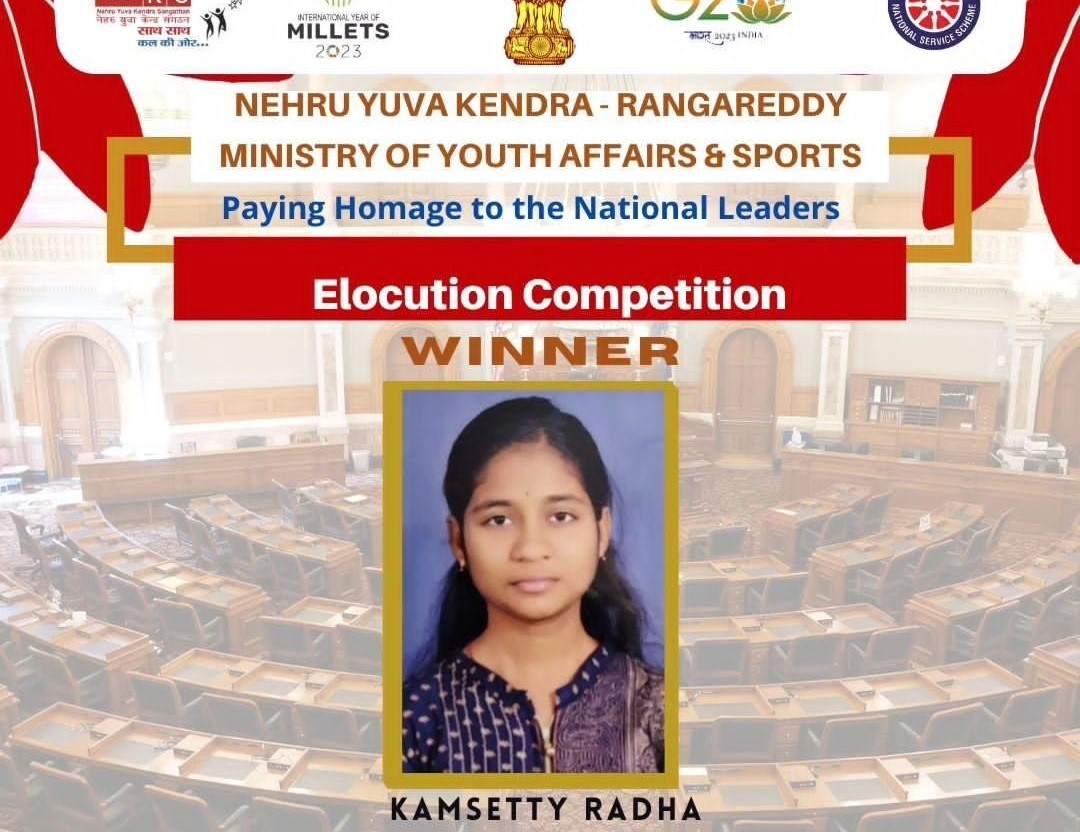 Nehru Yuva Kendra Sangathan
नेहरू युवा केन्द्र संगठन
साथ साथ
कल की ओर...
INTERNATIONAL YEAR OF
MILLETS
2023
G20
भारत 2023 INDIA
NATIONAL SERVICE SCHEME
NEHRU YUVA KENDRA - RANGAREDDY
MINISTRY OF YOUTH AFFAIRS & SPORTS
Paying Homage to the National Leaders
Elocution Competition
WINNER
KAMSETTY RADHA